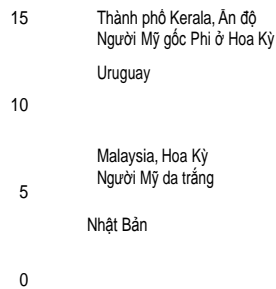 15 Thành phố Kerala, Ấn độ
Người Mỹ gốc Phi ở Hoa Kỳ
Uruguay
10
Malaysia, Hoa Kỳ
Người Mỹ da trắng
5
Nhật Bản
0